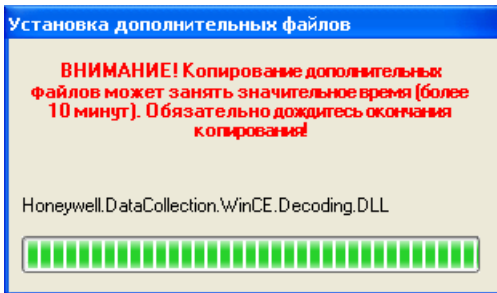 Установка дополнительных файлов
ВНИМАНИЕ! Копирование дополнительных
файлов может занять значительное время (более
10 минут). Обязательно дождитесь окончания
копирования!
Honeywell.DataCollection.WinCE.Decoding.DLL